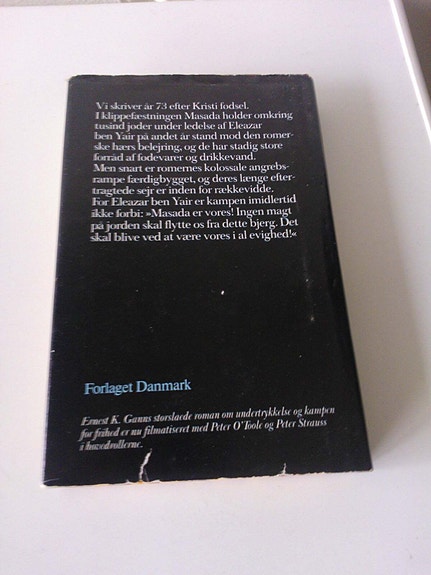 Vi skriver år 73 efter Kristi fødsel.
I klippefæstningen Masada holder omkring
tusind jøder under ledelse af Eleazar
ben Yair på andet år stand mod den romer-
ske hærs belejring, og de har stadig store
forråd af fødevarer og drikkevand.
Men snart er romernes kolossale angrebs-
rampe færdigbygget, og deres længe efter-
tragtede sejr er inden for rækkevidde.
For Eleazar ben Yair er kampen imidlertid
ikke forbi: »Masada er vores! Ingen magt
på jorden skal flytte os fra dette bjerg. Det
skal blive ved at være vores i al evighed!«
Forlaget Danmark
Ernest K. Ganns storslaede roman om undertrykkelse og kampen
for frihed er nu filmatiseret med Peter O'Toole og Peter Strauss
i hovedrollerne.